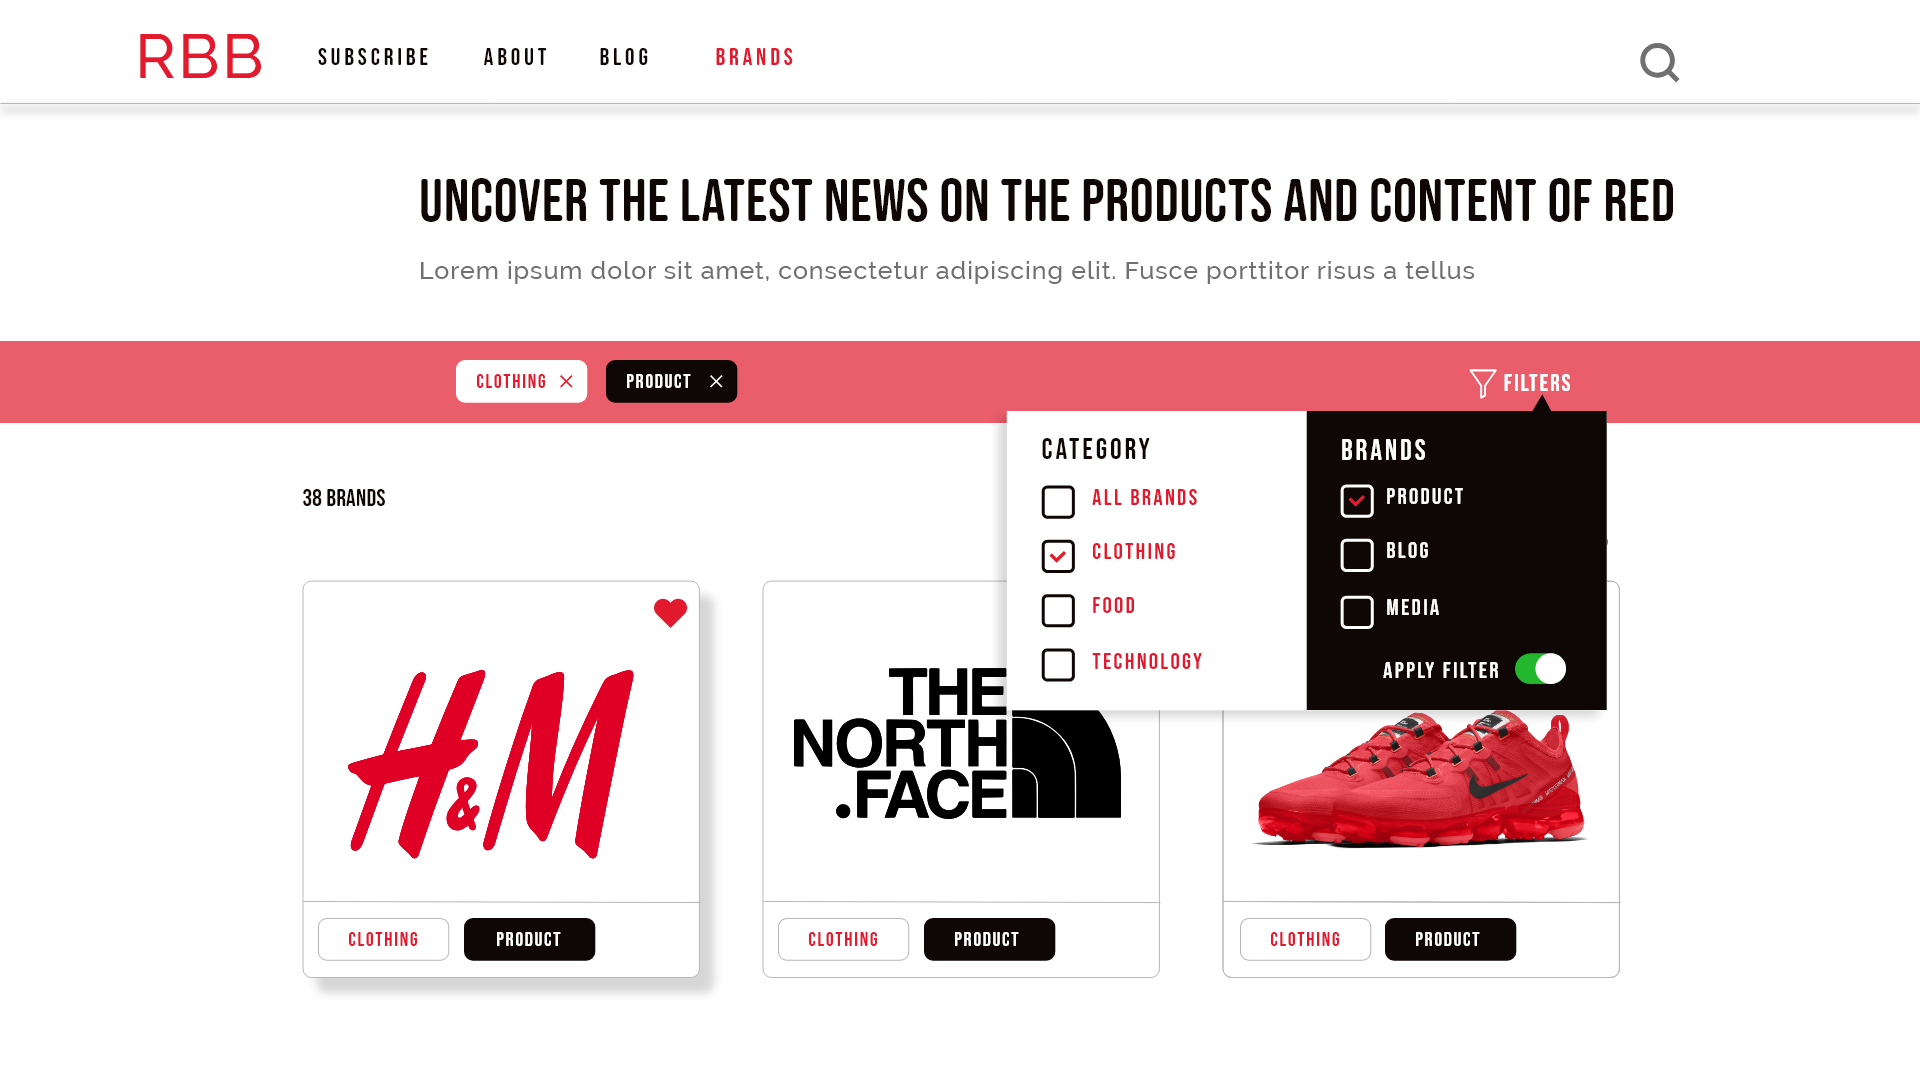 RBB
SUBSCRIBE ABOUT BLOG BRANDS
UNCOVER THE LATEST NEWS ON THE PRODUCTS AND CONTENT OF RED
Lorem ipsum dolor sit amet, consectetur adipiscing elit. Fusce porttitor risus a tellus
CLOTHING PRODUCT
FILTERS
CATEGORY
ALL BRANDS
CLOTHING
FOOD
TECHNOLOGY
BRANDS
PRODUCT
BLOG
MEDIA
APPLY FILTER
38 BRANDS
H&M
THE
NORTH
.FACE
CLOTHING PRODUCT
CLOTHING PRODUCT
CLOTHING PRODUCT